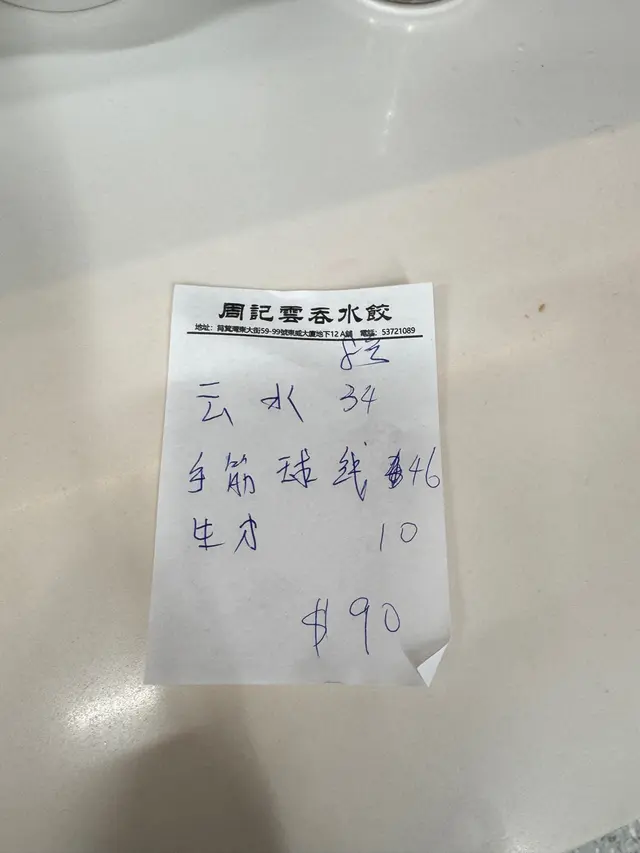 周記雲吞水餃
地址: 筲箕灣東大街59-99號東威大廈地下12 A舖 電話: 53721089
云 水 34
手 筋 球 线 46
生才 10
$ 90